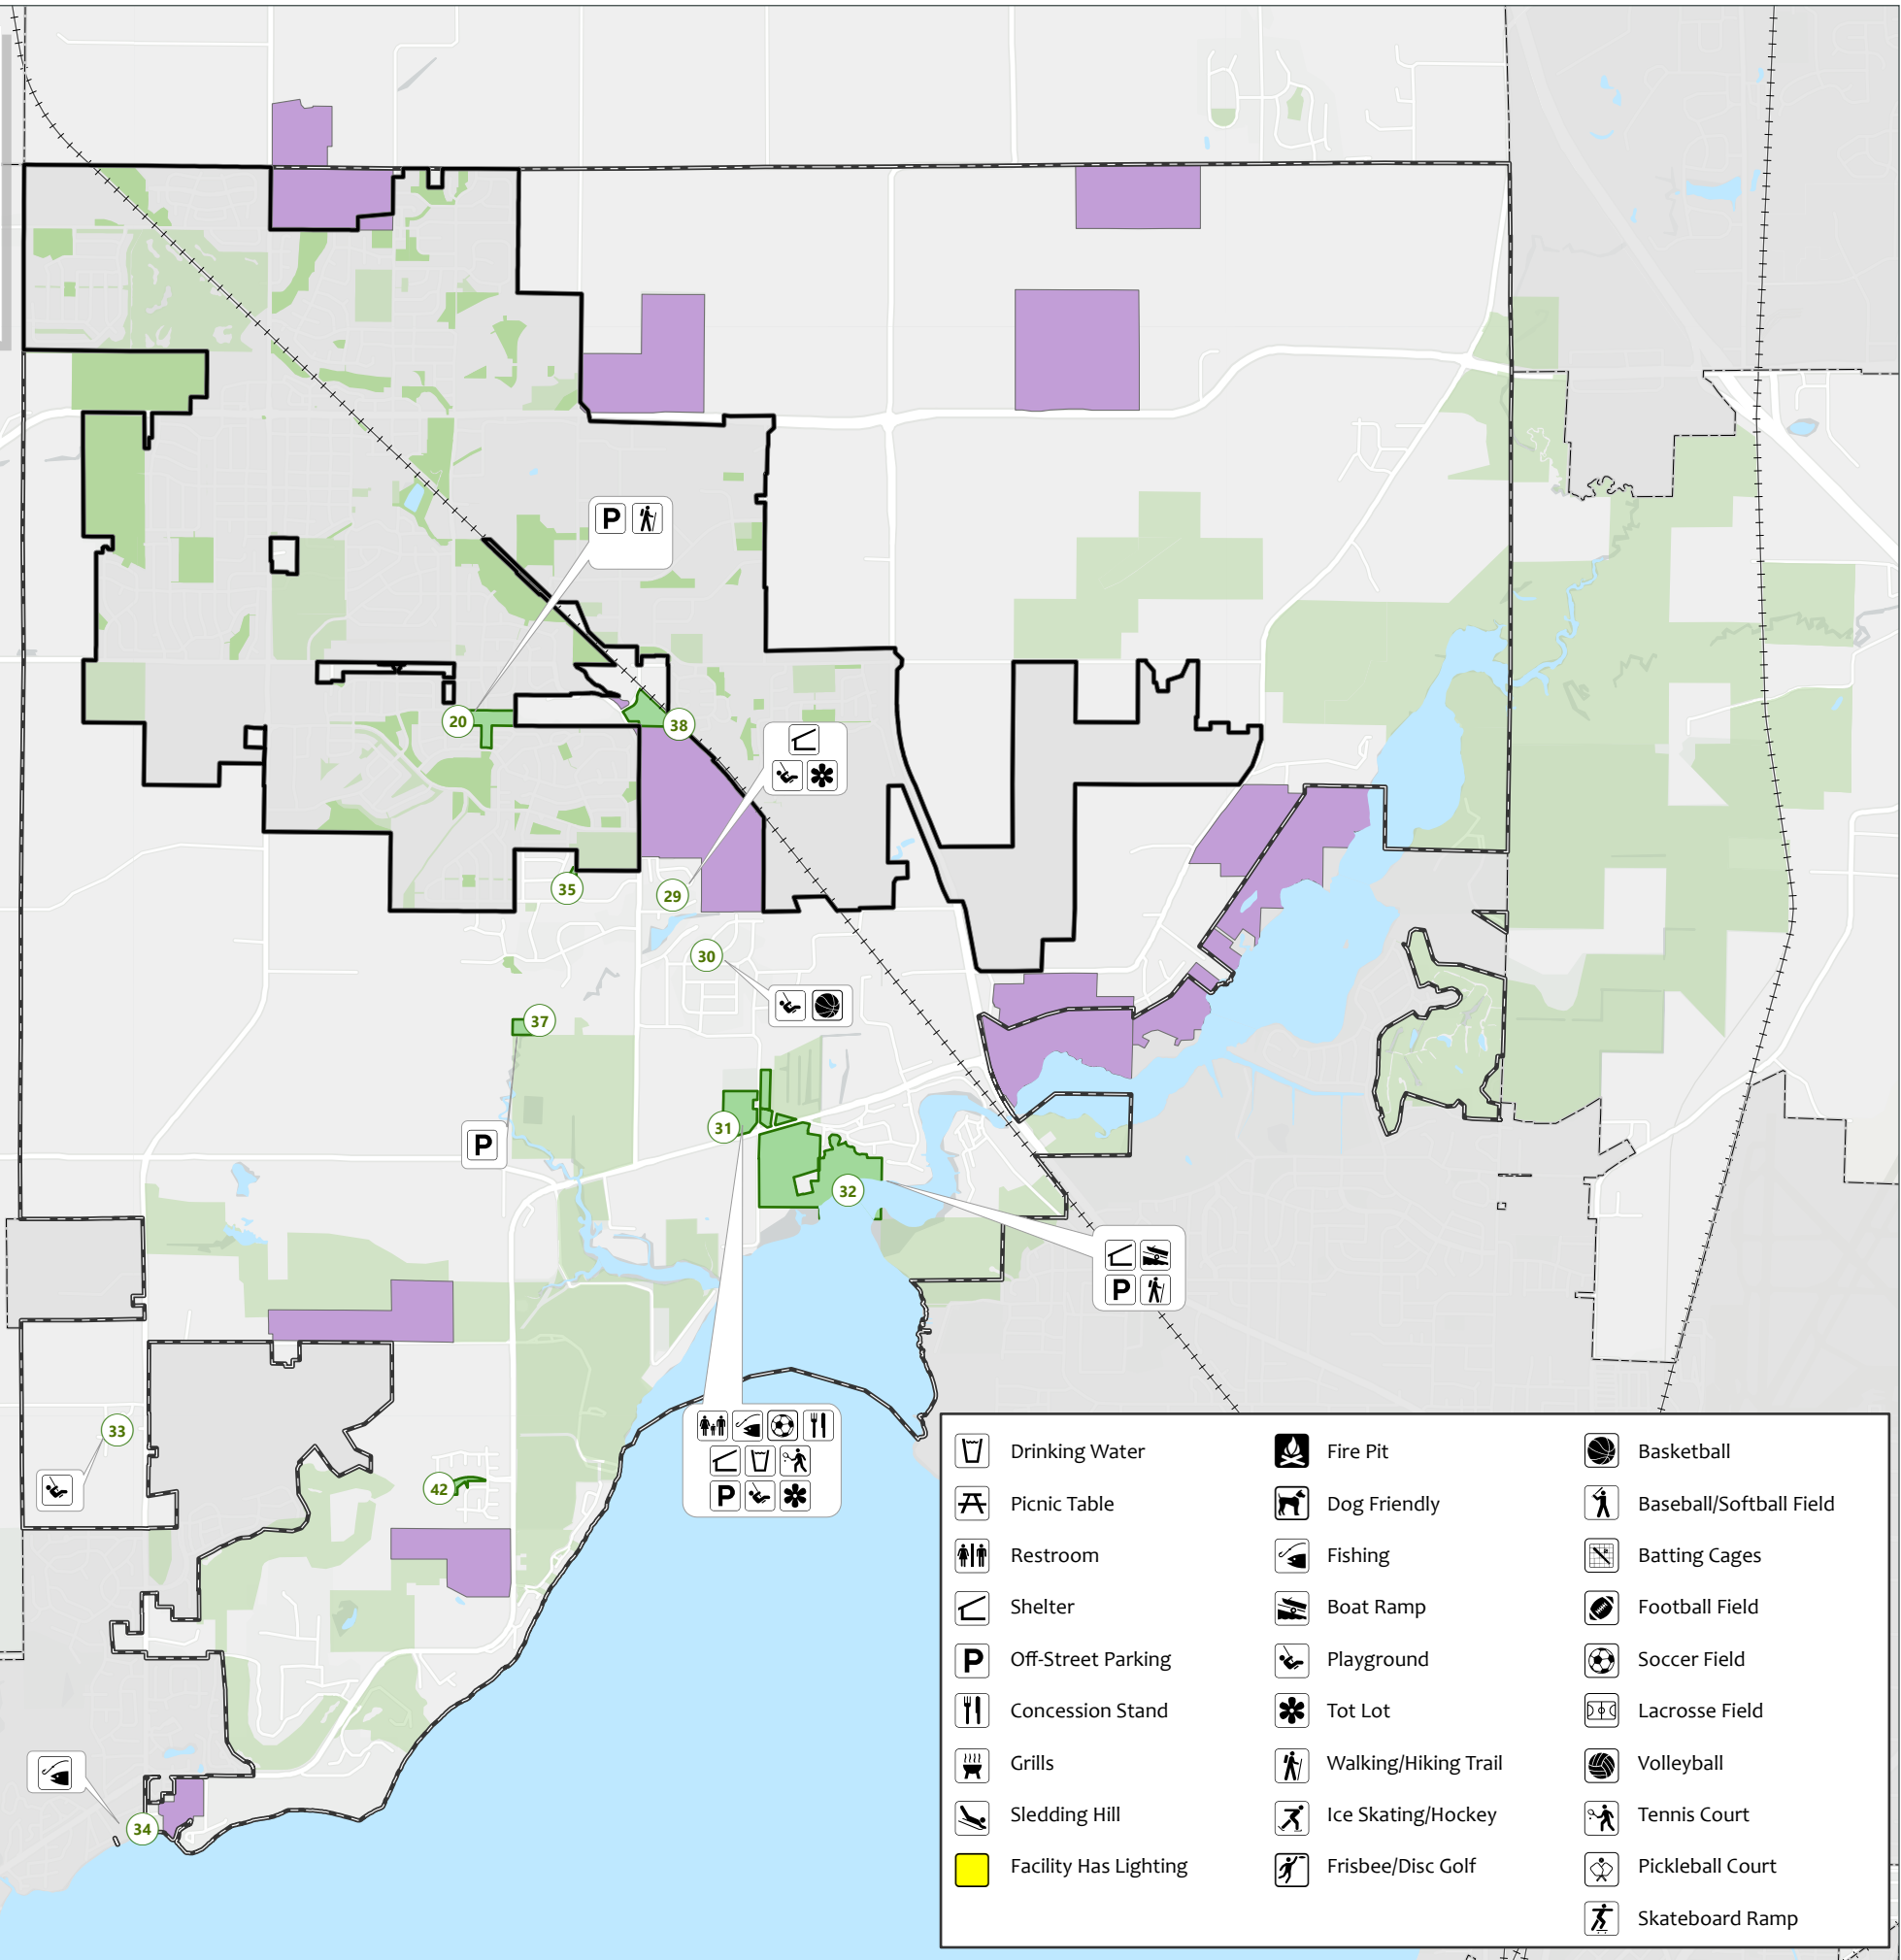 P
20
38
35
29
30
37
31
P
32
P
33
P
42
34
Drinking Water
Picnic Table
Restroom
Shelter
P Off-Street Parking
Concession Stand
Grills
Sledding Hill
Facility Has Lighting
Fire Pit
Dog Friendly
Fishing
Boat Ramp
Playground
Tot Lot
Walking/Hiking Trail
Ice Skating/Hockey
Frisbee/Disc Golf
Basketball
Baseball/Softball Field
Batting Cages
Football Field
Soccer Field
Lacrosse Field
Volleyball
Tennis Court
Pickleball Court
Skateboard Ramp